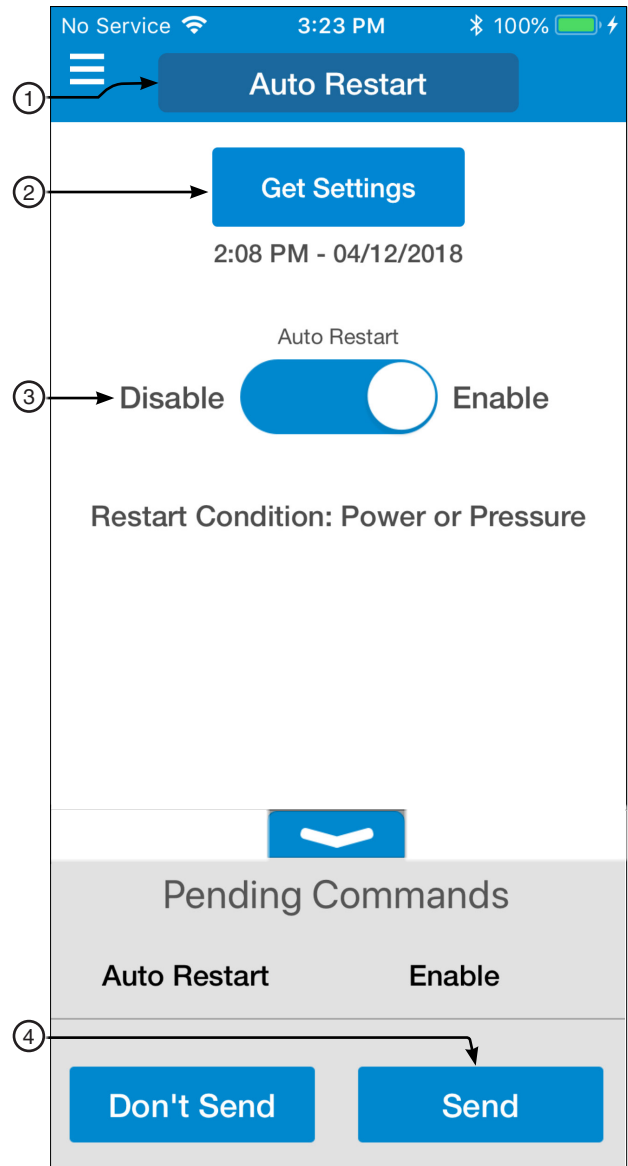 No Service 3:23 PM 100%
1 Auto Restart
2 Get Settings
2:08 PM - 04/12/2018
Auto Restart
3 Disable Enable
Restart Condition: Power or Pressure
Pending Commands
Auto Restart Enable
4
Don't Send Send